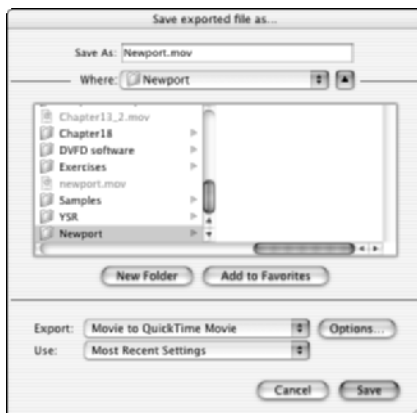 Save exported file as...
Save As: Newport.mov
Where: Newport
Chapter13_2.mov
Chapter18
DVFD software
Exercises
newport.mov
Samples
YSR
Newport
New Folder Add to Favorites
Export: Movie to QuickTime Movie Options...
Use: Most Recent Settings
Cancel Save